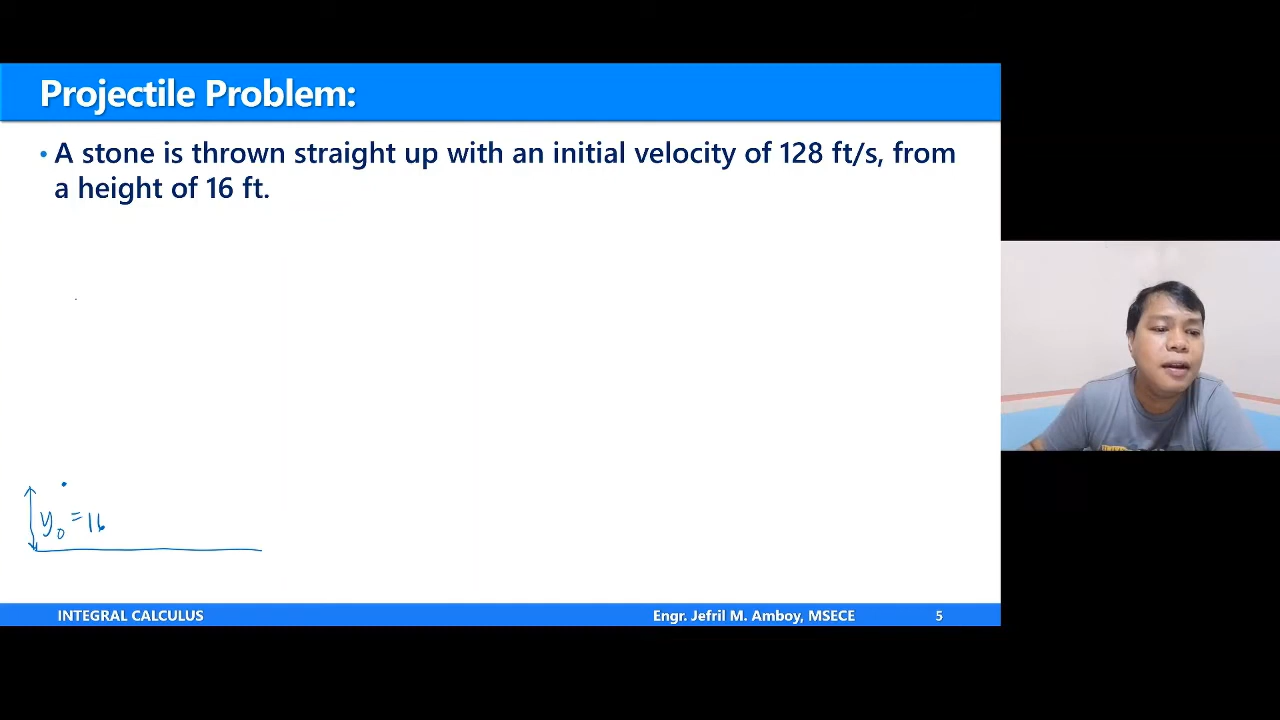 Projectile Problem:
• A stone is thrown straight up with an initial velocity of 128 ft/s, from
a height of 16 ft.
y₀ = 16
INTEGRAL CALCULUS
Engr. Jefril M. Amboy, MSECE
5